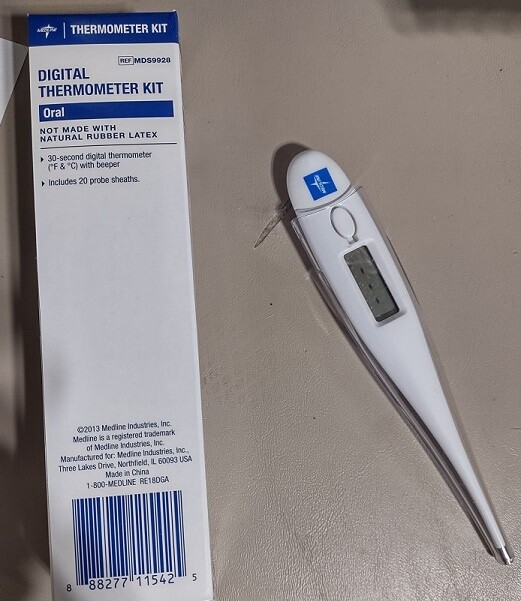 MEDLINE | THERMOMETER KIT
REF MDS9928
DIGITAL
THERMOMETER KIT
Oral
NOT MADE WITH
NATURAL RUBBER LATEX
30-second digital thermometer
(°F & °C) with beeper
Includes 20 probe sheaths.
©2013 Medline Industries, Inc.
Medline is a registered trademark
of Medline Industries, Inc.
Manufactured for: Medline Industries, Inc.,
Three Lakes Drive, Northfield, IL 60093 USA
Made in China
1-800-MEDLINE RE18DGA
8 88277 11542 5
MEDLINE